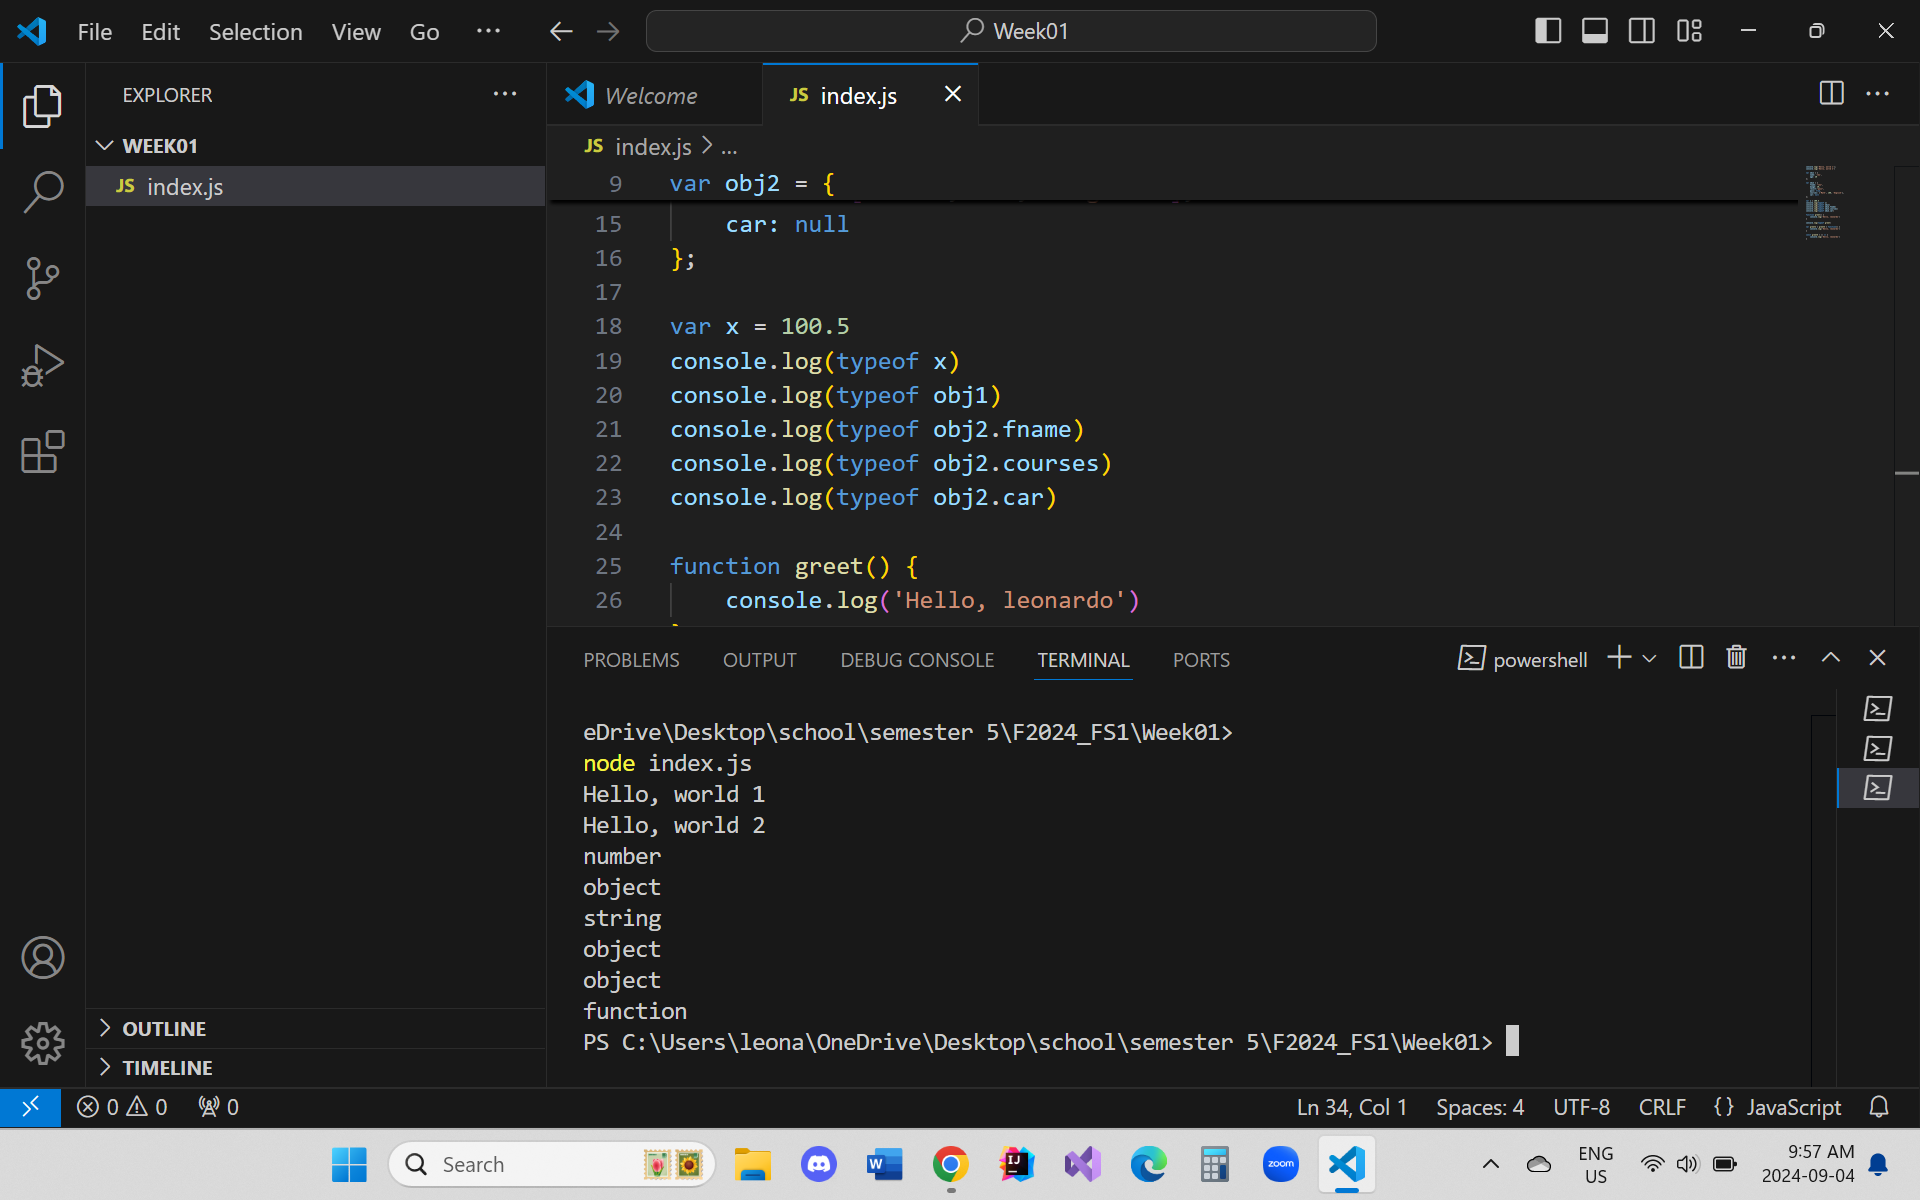 File Edit Selection View Go ... Week01
EXPLORER ...
WEEK01
JS index.js
OUTLINE
TIMELINE
Welcome JS index.js
JS index.js > ...
9 var obj2 = {
15 car: null
16 };
17
18 var x = 100.5
19 console.log(typeof x)
20 console.log(typeof obj1)
21 console.log(typeof obj2.fname)
22 console.log(typeof obj2.courses)
23 console.log(typeof obj2.car)
24
25 function greet() {
26 console.log('Hello, leonardo')
PROBLEMS OUTPUT DEBUG CONSOLE TERMINAL PORTS powershell
eDrive\Desktop\school\semester 5\F2024_FS1\Week01>
node index.js
Hello, world 1
Hello, world 2
number
object
string
object
object
function
PS C:\Users\leona\OneDrive\Desktop\school\semester 5\F2024_FS1\Week01>
0 0 0 Ln 34, Col 1 Spaces: 4 UTF-8 CRLF {} JavaScript
Search W IJ zoom ENG 9:57 AM
US 2024-09-04